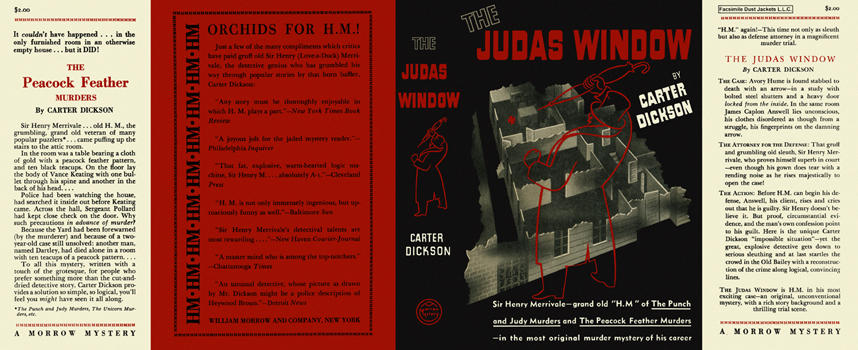 $2.00
It couldn't have happened . . . in the
only furnished room in an otherwise
empty house . . . but it DID!
THE
Peacock Feather
MURDERS
By CARTER DICKSON
Sir Henry Merrivale . . . old H. M., the
grumbling, grand old veteran of many
popular puzzlers* . . . came puffing up the
stairs to the attic room.
In the room was a table bearing a cloth
of gold with a peacock feather pattern,
and ten black teacups. On the floor lay
the body of Vance Keating with one bul-
let through his spine and another in the
back of his head. . . .
Police had been watching the house,
had searched it inside out before Keating
came. Across the hall, Sergeant Pollard
had kept close check on the door. Why
such precautions in advance of murder?
Because the Yard had been forewarned
(by the murderer) and because of a two-
year-old case still unsolved: another man,
named Dartley, had died alone in a room
with ten teacups of a peacock pattern. . . .
To all this mystery, written with a
touch of the grotesque, for people who
prefer something more than the cut-and-
dried detective story, Carter Dickson pro-
vides a solution so simple, so logical, you'll
feel you might have seen it all along.
*The Punch and Judy Murders, The Unicorn Mur-
ders, etc.
A MORROW MYSTERY
HM•HM•HM•HM•HM•HM•HM•HM
ORCHIDS FOR H.M.!
Just a few of the many compliments which critics
have paid gruff old Sir Henry (Love-a-Duck) Merri-
vale, the detective genius who has grumbled his
way through popular stories by that born baffler,
Carter Dickson:
"Any story must be thoroughly enjoyable in
which H. M. plays a part."—New York Times Book
Review
"A joyous job for the jaded mystery reader."—
Philadelphia Inquirer
"That fat, explosive, warm-hearted logic ma-
chine, Sir Henry M. . . . absolutely A-1."—Cleveland
Press
"H. M. is not only immensely ingenious, but up-
roariously funny as well."—Baltimore Sun
"Sir Henry Merrivale's detectival talents are
most rewarding . . . ."—New Haven Courier-Journal
"A master mind who is among the top-notchers."
—Chattanooga Times
"An unusual detective, whose picture as drawn
by Mr. Dickson might be a police description of
Heywood Broun."—Detroit News
WILLIAM MORROW AND COMPANY, NEW YORK
THE
JUDAS
WINDOW
CARTER
DICKSON
THE
JUDAS WINDOW
BY
CARTER
DICKSON
Sir Henry Merrivale—grand old "H.M" of The Punch
and Judy Murders and The Peacock Feather Murders
—in the most original murder mystery of his career
Facsimile Dust Jackets L.L.C.
$2.00
"H.M." again!—This time not only as sleuth
but also as defense attorney in a magnificent
murder trial.
THE JUDAS WINDOW
By CARTER DICKSON
THE CASE: Avory Hume is found stabbed to
death with an arrow—in a study with
bolted steel shutters and a heavy door
locked from the inside. In the same room
James Caplon Answell lies unconscious,
his clothes disordered as though from a
struggle, his fingerprints on the damning
arrow.
THE ATTORNEY FOR THE DEFENSE: That gruff
and grumbling old sleuth, Sir Henry Mer-
rivale, who proves himself superb in court
—even though his gown does tear with a
rending noise as he rises majestically to
open the case!
THE ACTION: Before H.M. can begin his de-
fense, Answell, his client, rises and cries
out that he is guilty. Sir Henry doesn't be-
lieve it. But proof, circumstantial evi-
dence, and the man's own confession point
to his guilt. Here is the unique Carter
Dickson "impossible situation"—yet the
great, explosive detective gets down to
serious sleuthing and at last startles the
crowd in the Old Bailey with a reconstruc-
tion of the crime along logical, convincing
lines.
THE JUDAS WINDOW is H.M. in his most
exciting case—an original, unconventional
mystery, with a rich story background and a
thrilling trial scene.
A MORROW MYSTERY